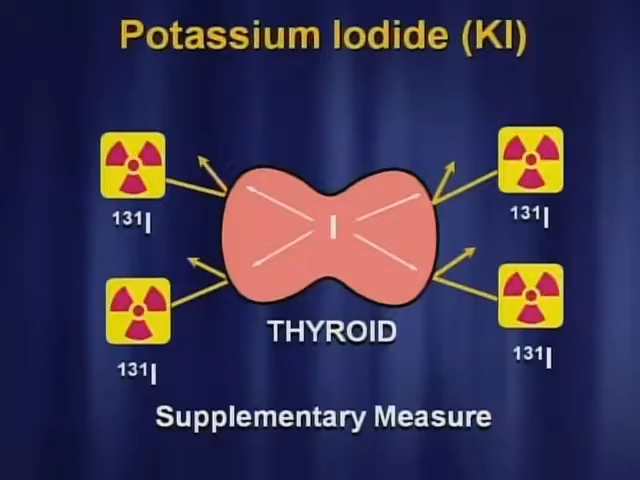 Potassium Iodide (KI)
131I
131I
I
131I
131I
THYROID
Supplementary Measure